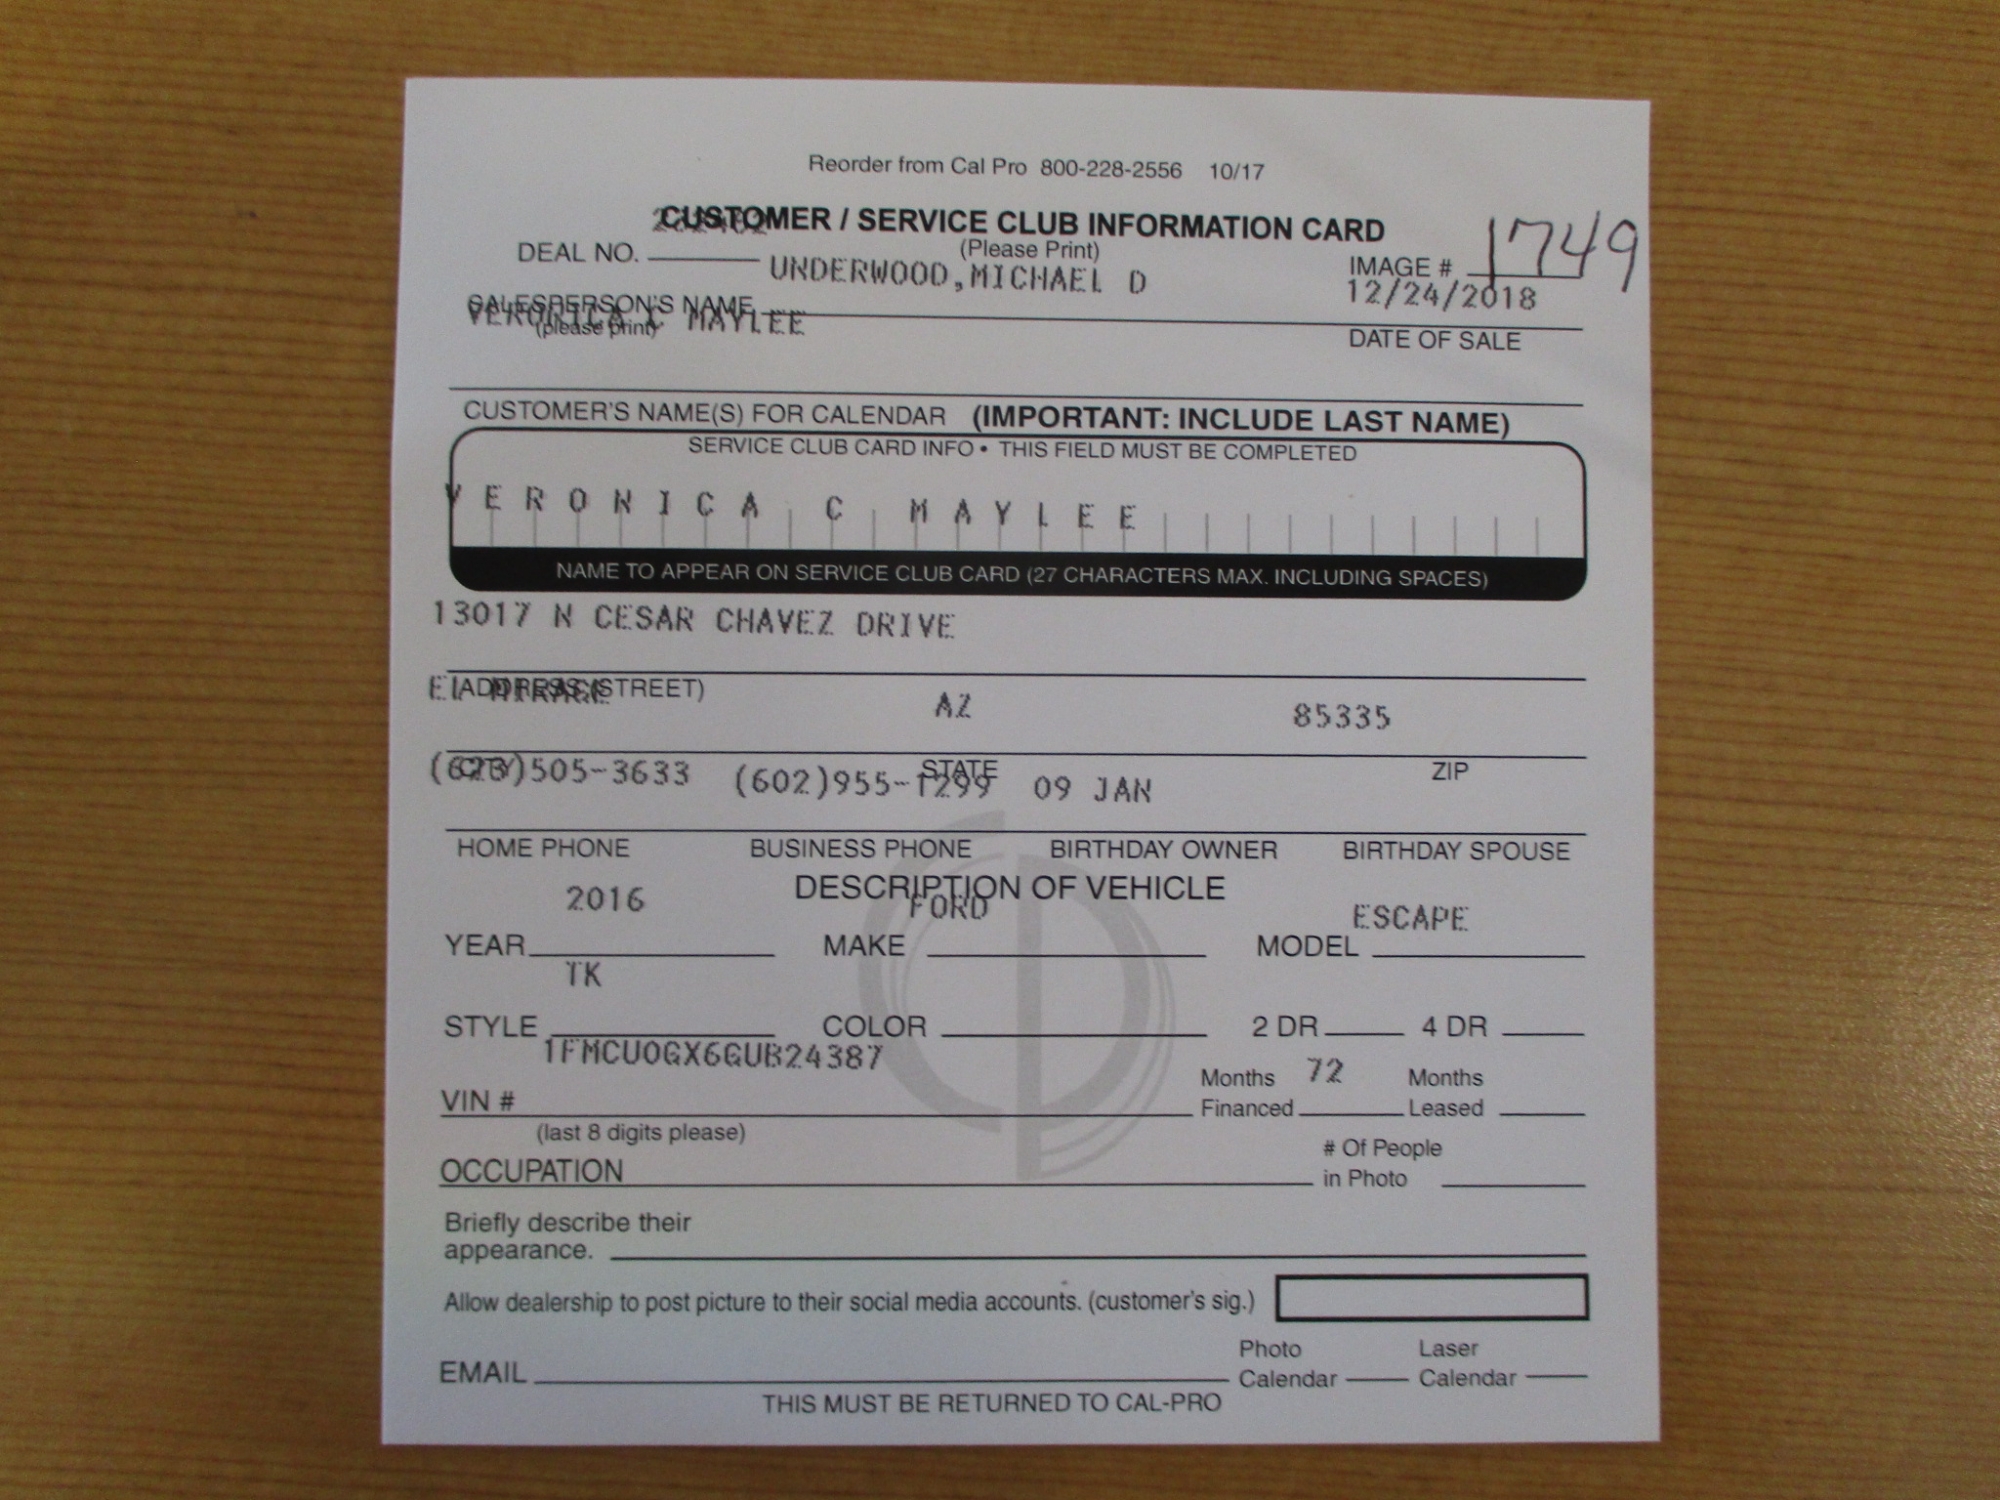 Reorder from Cal Pro 800-228-2556 10/17
CUSTOMER / SERVICE CLUB INFORMATION CARD
(Please Print)
DEAL NO.
UNDERWOOD,MICHAEL D
IMAGE # 1749
12/24/2018
SALESPERSON'S NAME
VERONICA C MAYLEE
(please print)
DATE OF SALE
CUSTOMER'S NAME(S) FOR CALENDAR (IMPORTANT: INCLUDE LAST NAME)
SERVICE CLUB CARD INFO • THIS FIELD MUST BE COMPLETED
VERONICA C MAYLEE
NAME TO APPEAR ON SERVICE CLUB CARD (27 CHARACTERS MAX. INCLUDING SPACES)
13017 N CESAR CHAVEZ DRIVE
ADDRESS (STREET)
EL MIRAGE AZ 85335
CITY STATE ZIP
(623)505-3633 (602)955-1299 09 JAN
HOME PHONE BUSINESS PHONE BIRTHDAY OWNER BIRTHDAY SPOUSE
DESCRIPTION OF VEHICLE
2016 FORD ESCAPE
YEAR MAKE MODEL
TK
STYLE COLOR 2 DR 4 DR
1FMCU0GX6GUB24387
VIN # Months Financed 72 Months Leased
(last 8 digits please)
OCCUPATION # Of People in Photo
Briefly describe their
appearance.
Allow dealership to post picture to their social media accounts. (customer's sig.)
EMAIL Photo Calendar Laser Calendar
THIS MUST BE RETURNED TO CAL-PRO